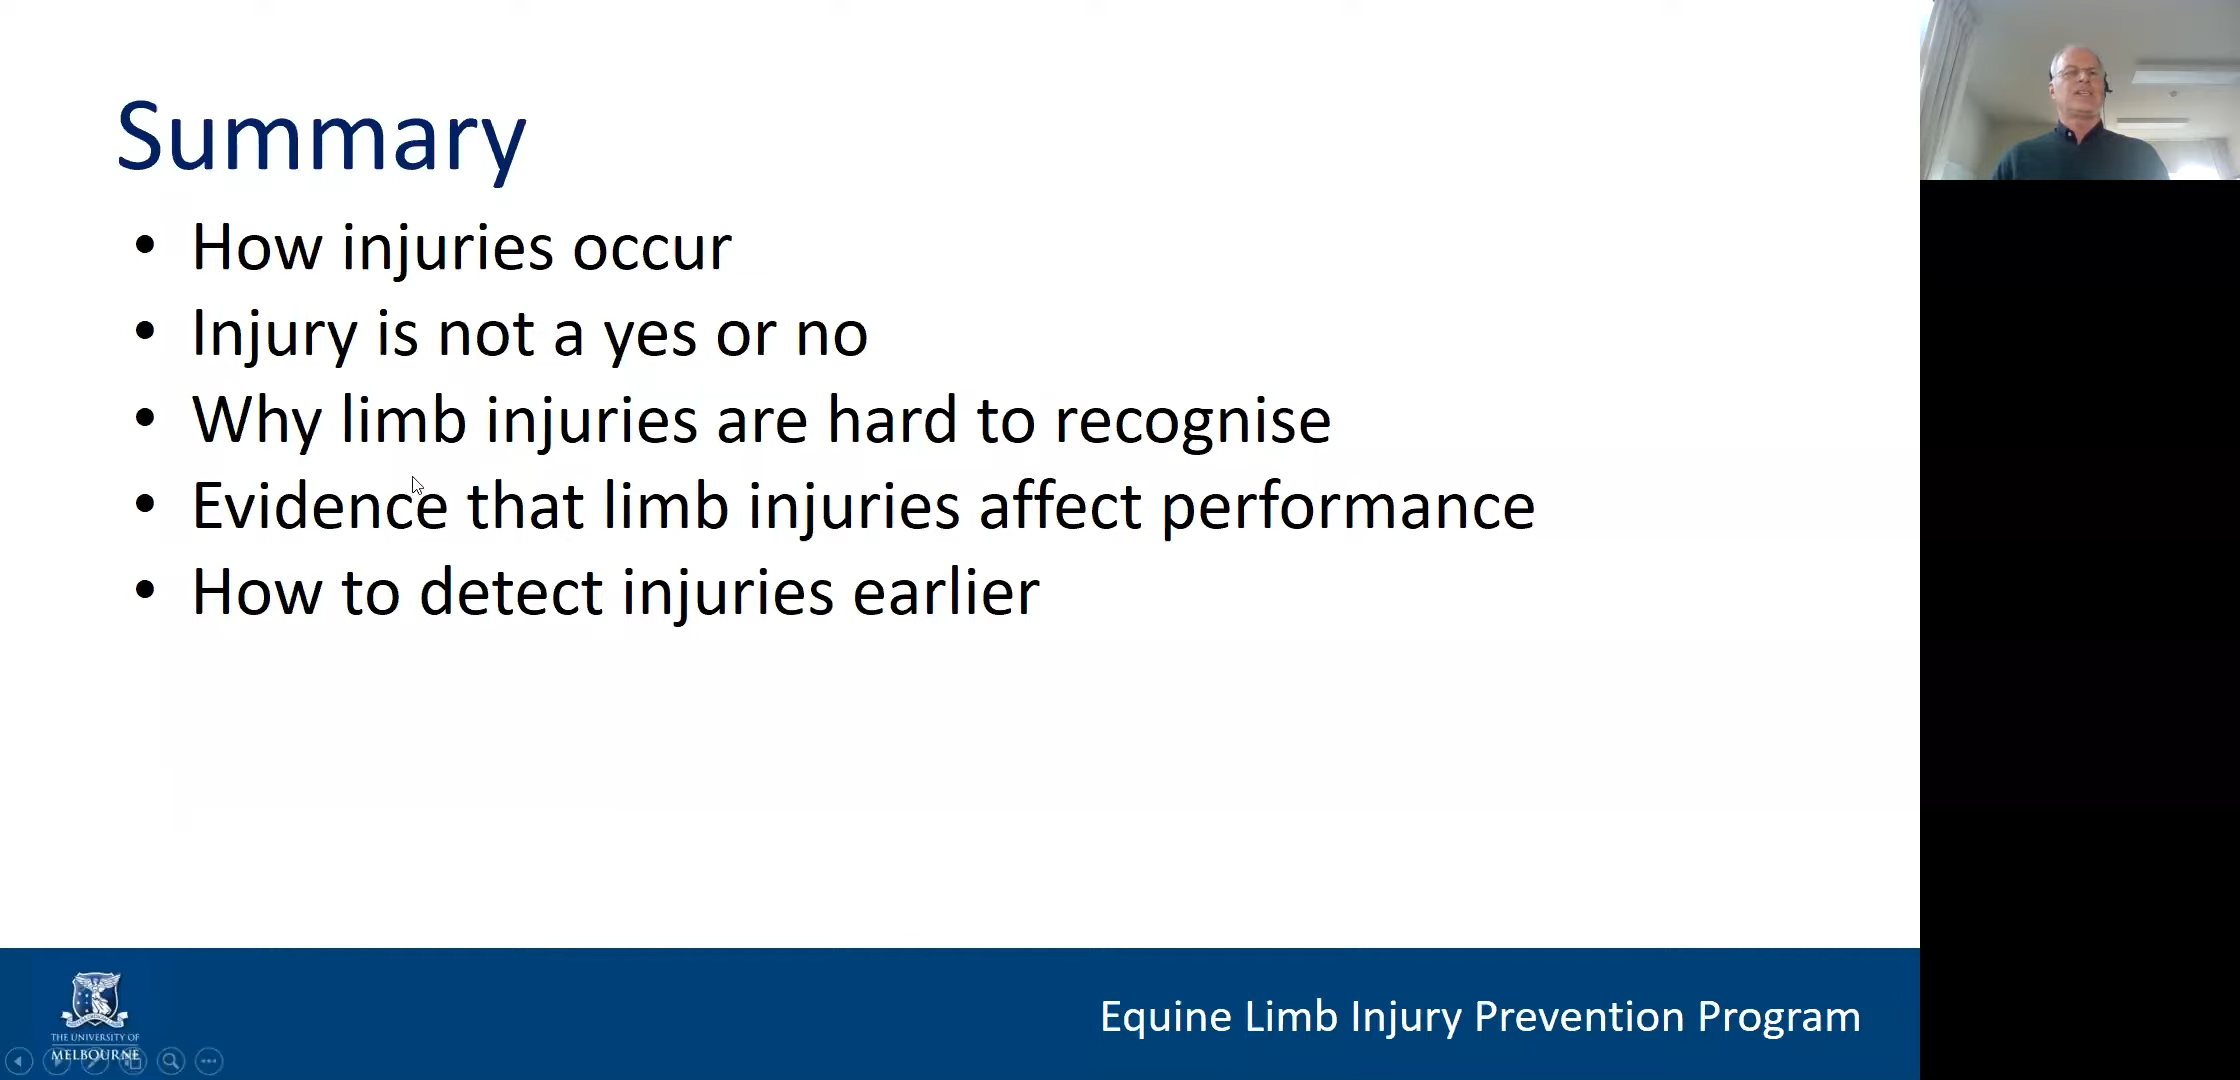 Summary
• How injuries occur
• Injury is not a yes or no
• Why limb injuries are hard to recognise
• Evidence that limb injuries affect performance
• How to detect injuries earlier
THE UNIVERSITY OF
MELBOURNE
Equine Limb Injury Prevention Program